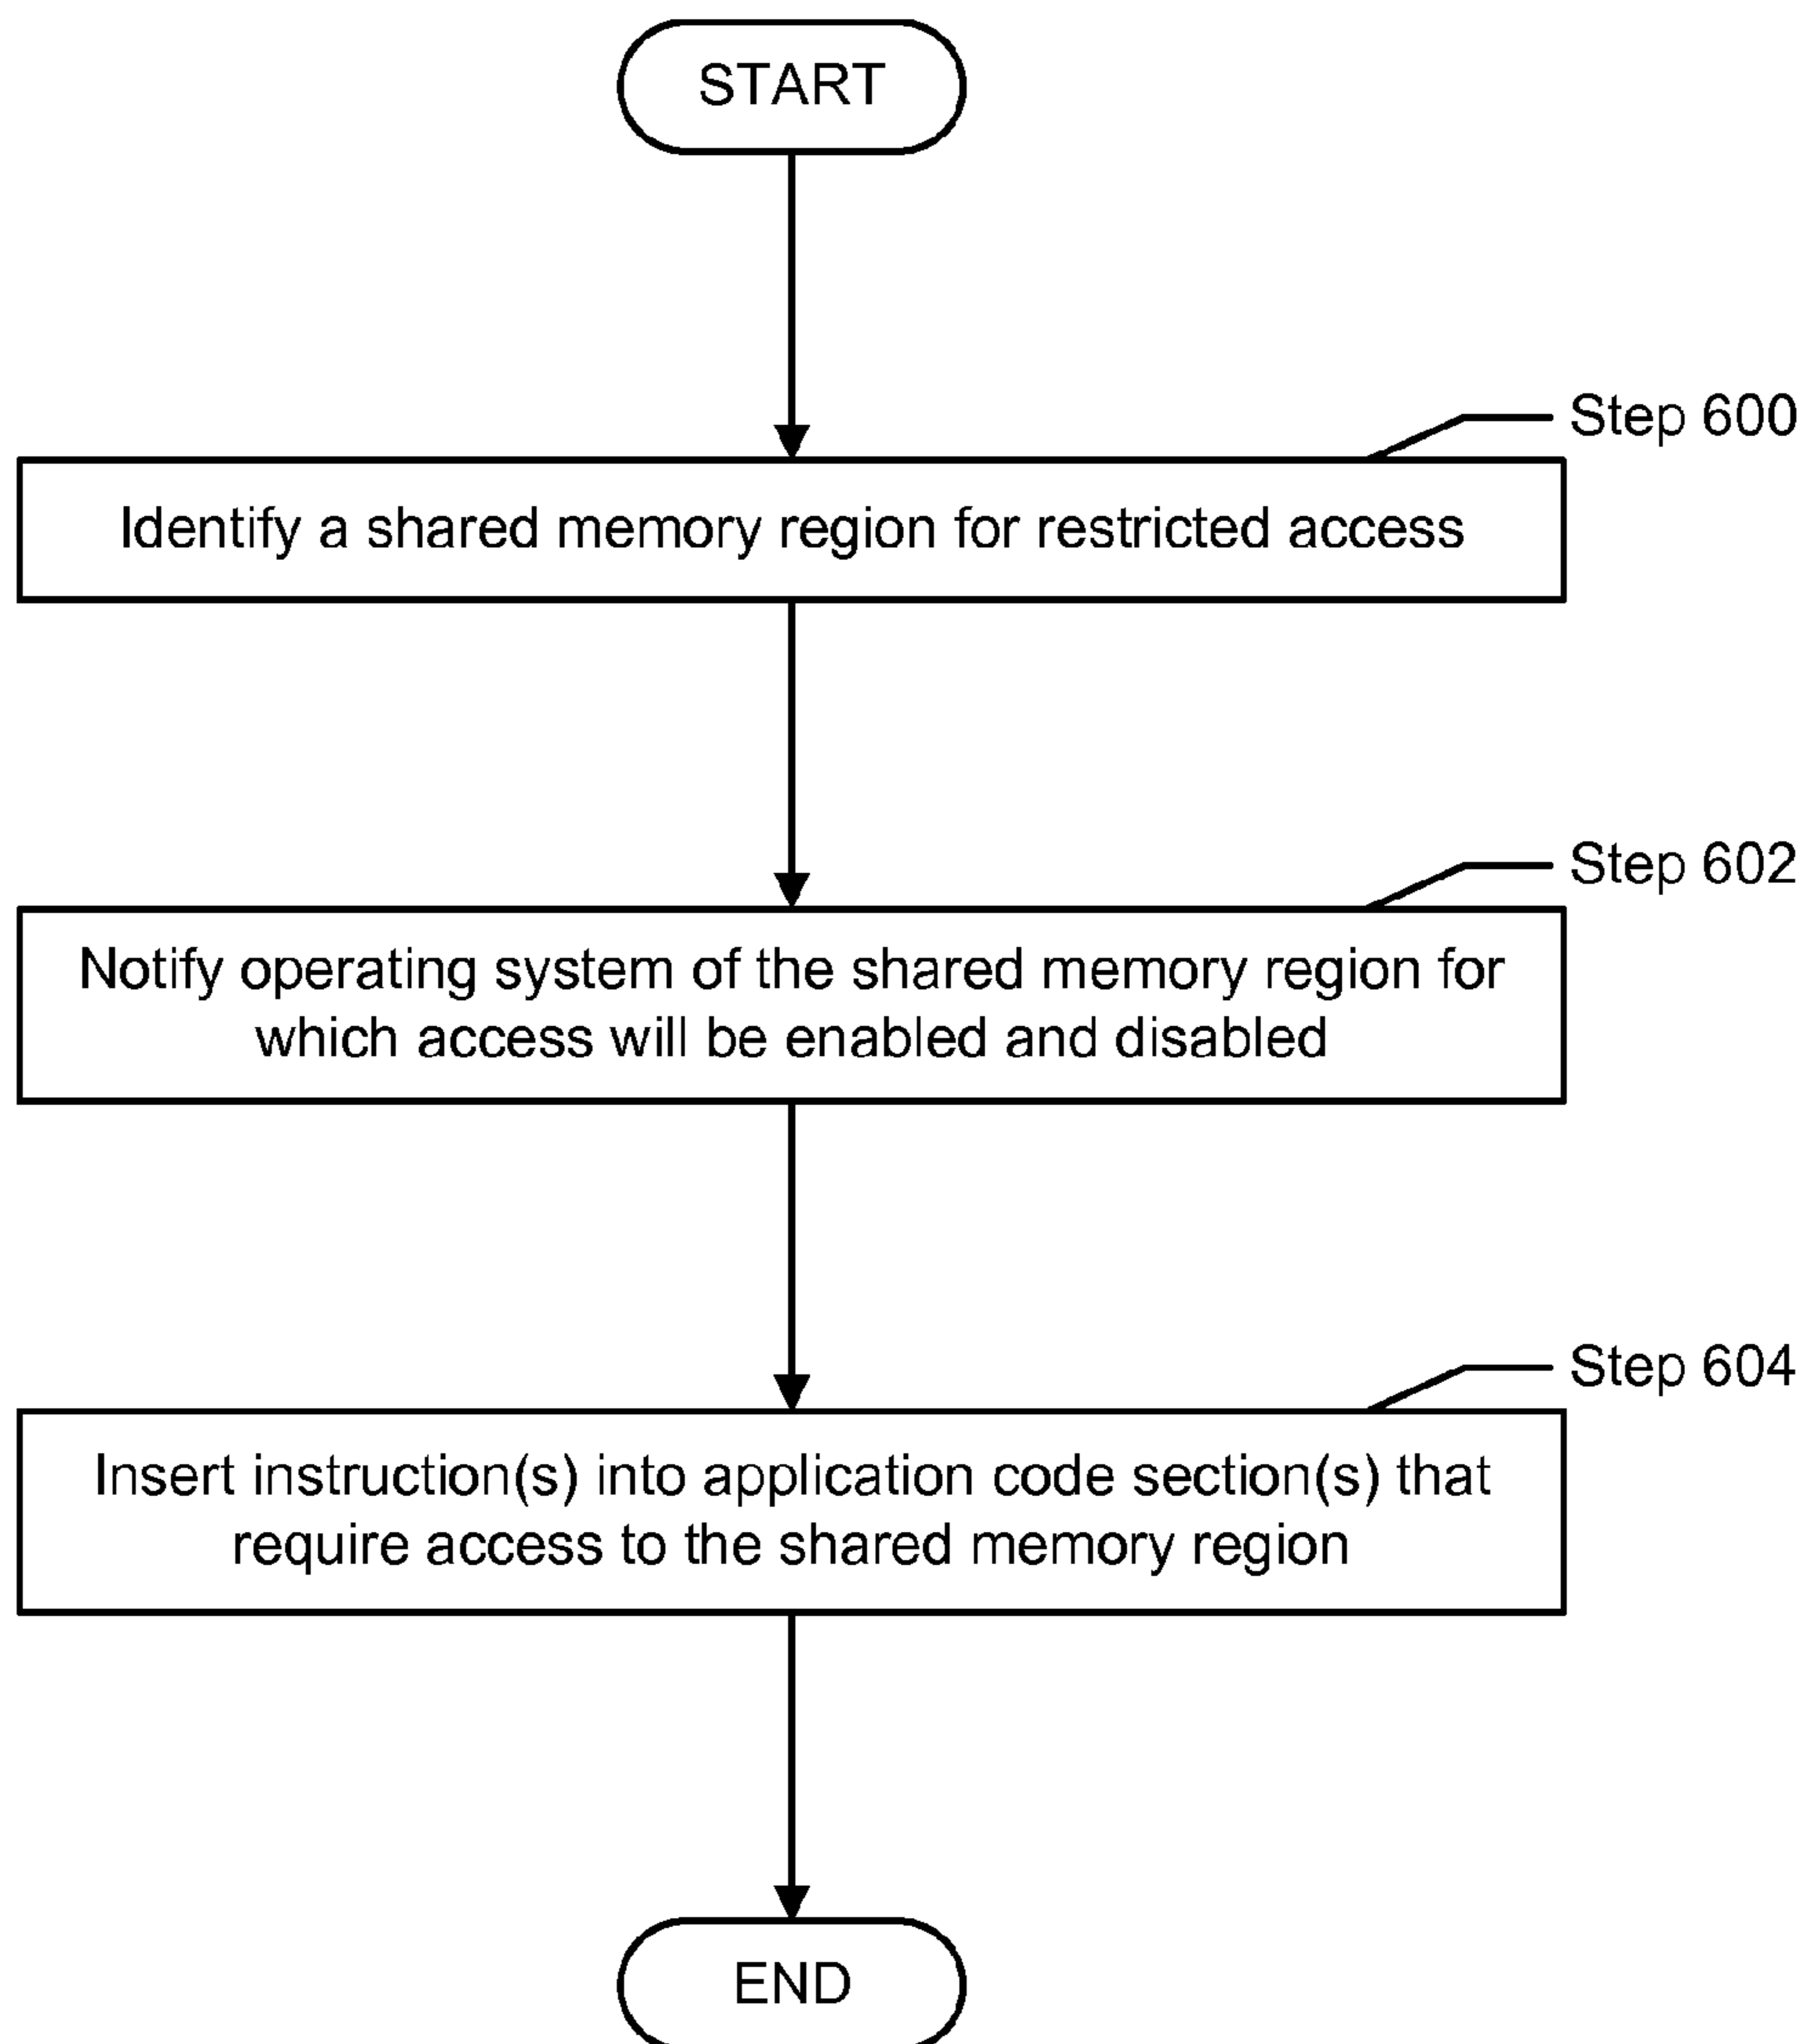 START
Step 600
Identify a shared memory region for restricted access
Step 602
Notify operating system of the shared memory region for
which access will be enabled and disabled
Step 604
Insert instruction(s) into application code section(s) that
require access to the shared memory region
END